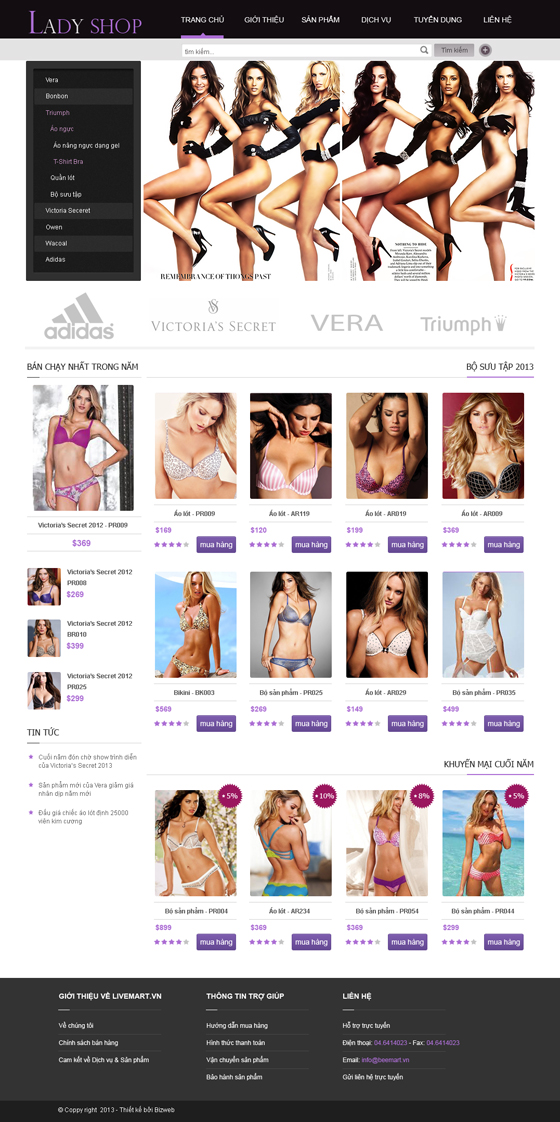 LADY SHOP
TRANG CHỦ
GIỚI THIỆU
SẢN PHẨM
DỊCH VỤ
TUYỂN DỤNG
LIÊN HỆ
tìm kiếm...
Tìm kiếm
Vera
Bonbon
Triumph
Áo ngực
Áo nâng ngực dạng gel
T-Shirt Bra
Quần lót
Bộ sưu tập
Victoria Seceret
Owen
Wacoal
Adidas
REMEMBRANCE OF THONGS PAST
NOTHING TO HIDE
adidas
VICTORIA'S SECRET
VERA
Triumph
BÁN CHẠY NHẤT TRONG NĂM
Victoria's Secret 2012 - PR009
$369
Victoria's Secret 2012
PR008
$269
Victoria's Secret 2012
BR010
$399
Victoria's Secret 2012
PR025
$299
TIN TỨC
Cuối năm đón chờ show trình diễn
của Victoria's Secret 2013
Sản phẩm mới của Vera giảm giá
nhân dịp năm mới
Đấu giá chiếc áo lót đính 25000
viên kim cương
BỘ SƯU TẬP 2013
Áo lót - PR009
$169
mua hàng
Áo lót - AR119
$120
mua hàng
Áo lót - AR019
$199
mua hàng
Áo lót - AR009
$369
mua hàng
Bikini - BK003
$569
mua hàng
Bộ sản phẩm - PR025
$269
mua hàng
Áo lót - AR029
$149
mua hàng
Bộ sản phẩm - PR035
$499
mua hàng
KHUYẾN MẠI CUỐI NĂM
5%
Bộ sản phẩm - PR004
$899
mua hàng
10%
Áo lót - AR234
$369
mua hàng
8%
Bộ sản phẩm - PR054
$369
mua hàng
5%
Bộ sản phẩm - PR044
$299
mua hàng
GIỚI THIỆU VỀ LIVEMART.VN
Về chúng tôi
Chính sách bán hàng
Cam kết về Dịch vụ & Sản phẩm
THÔNG TIN TRỢ GIÚP
Hướng dẫn mua hàng
Hình thức thanh toán
Vận chuyển sản phẩm
Bảo hành sản phẩm
LIÊN HỆ
Hỗ trợ trực tuyến
Điện thoại: 04.6414023 - Fax: 04.6414023
Email: info@beemart.vn
Gửi liên hệ trực tuyến
© Coppy right 2013 - Thiết kế bởi Bizweb